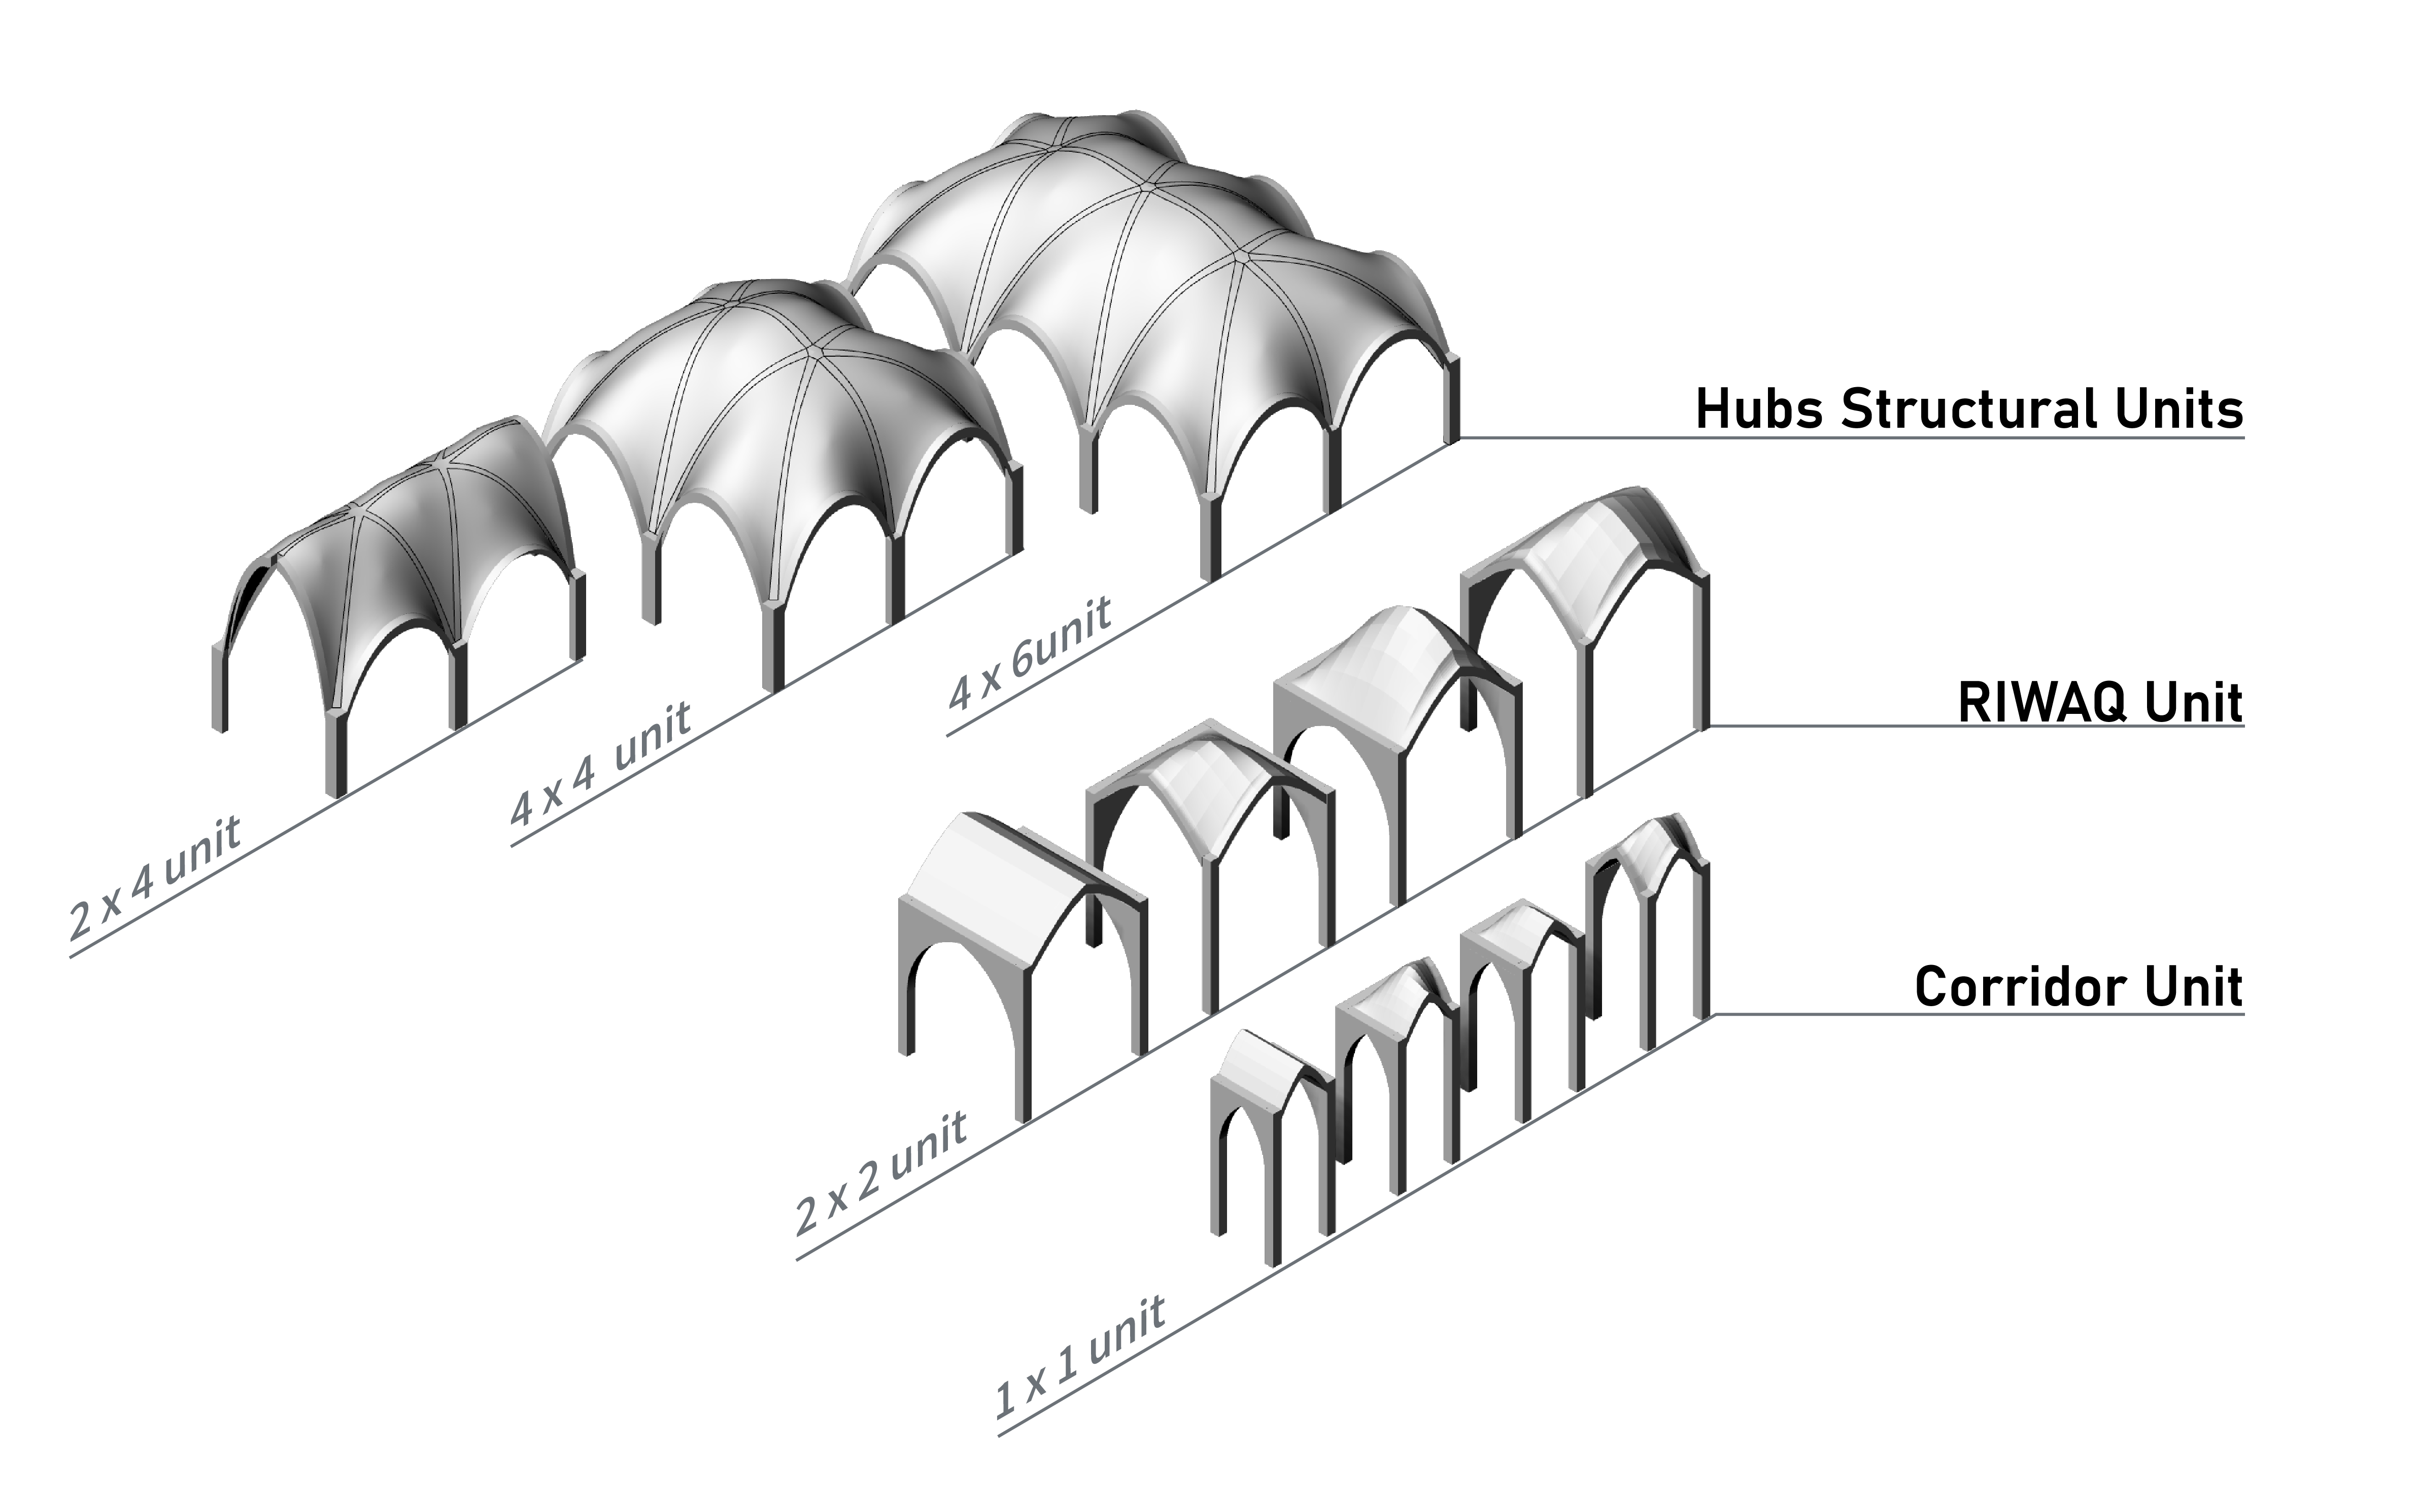 Hubs Structural Units
4 x 6unit
4 x 4 unit
2 x 4 unit
RIWAQ Unit
2 x 2 unit
Corridor Unit
1 x 1 unit